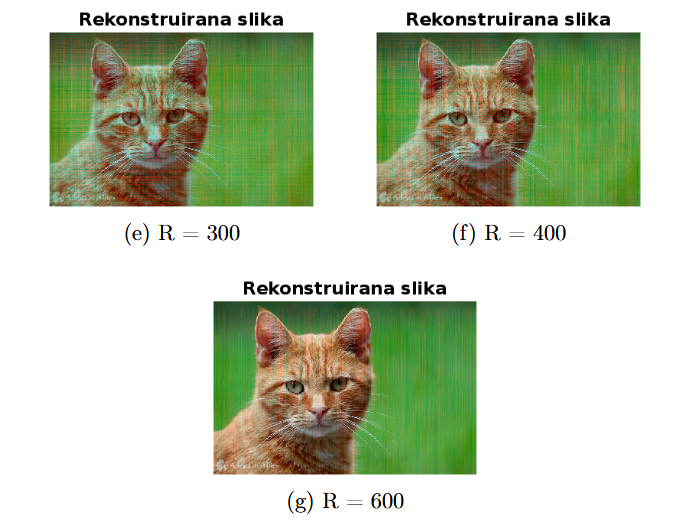 Rekonstruirana slika
Rekonstruirana slika
(e) R = 300
(f) R = 400
Rekonstruirana slika
(g) R = 600